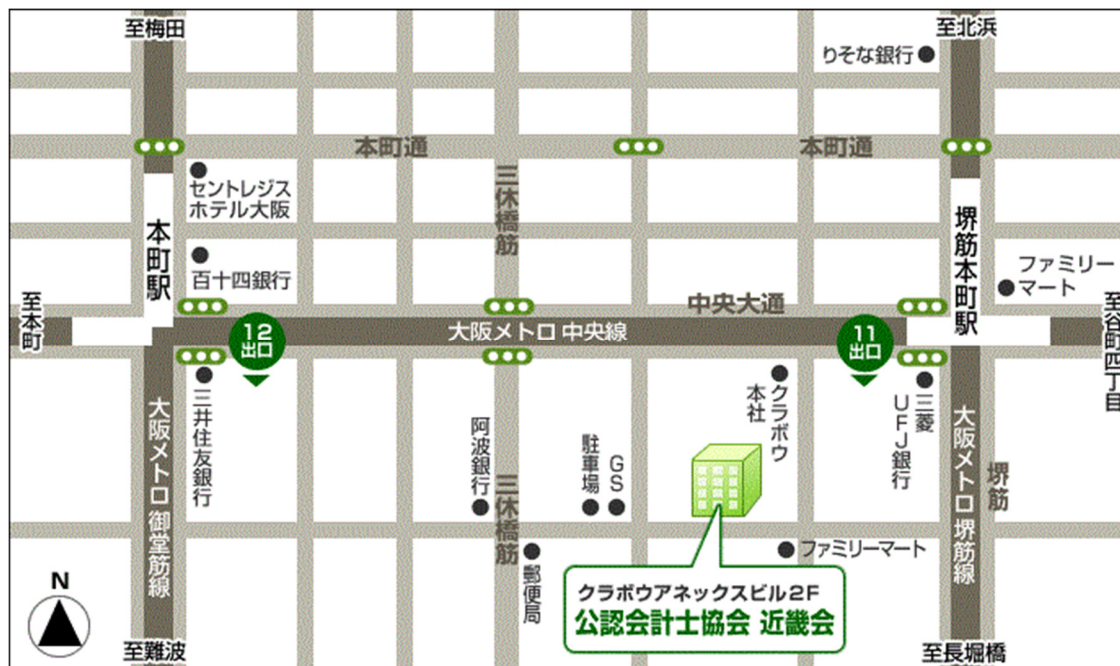 至梅田
至北浜
りそな銀行
本町通
本町通
セントレジス
ホテル大阪
三休橋筋
本町駅
堺筋本町駅
百十四銀行
ファミリー
マート
至本町
中央大通
至谷町四丁目
12
出口
大阪メトロ 中央線
11
出口
三井住友銀行
クラボウ
本社
三菱
UFJ銀行
大阪メトロ 御堂筋線
阿波銀行
三休橋筋
駐車場
GS
大阪メトロ 堺筋線
堺筋
郵便局
ファミリーマート
クラボウアネックスビル2F
公認会計士協会 近畿会
N
至難波
至長堀橋